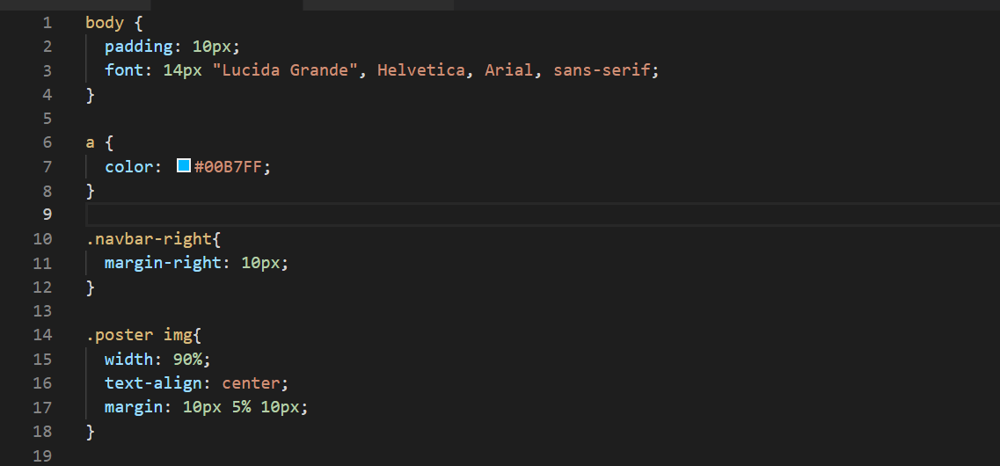 1 body {
2   padding: 10px;
3   font: 14px "Lucida Grande", Helvetica, Arial, sans-serif;
4 }
5
6 a {
7   color: #00B7FF;
8 }
9
10 .navbar-right{
11   margin-right: 10px;
12 }
13
14 .poster img{
15   width: 90%;
16   text-align: center;
17   margin: 10px 5% 10px;
18 }
19